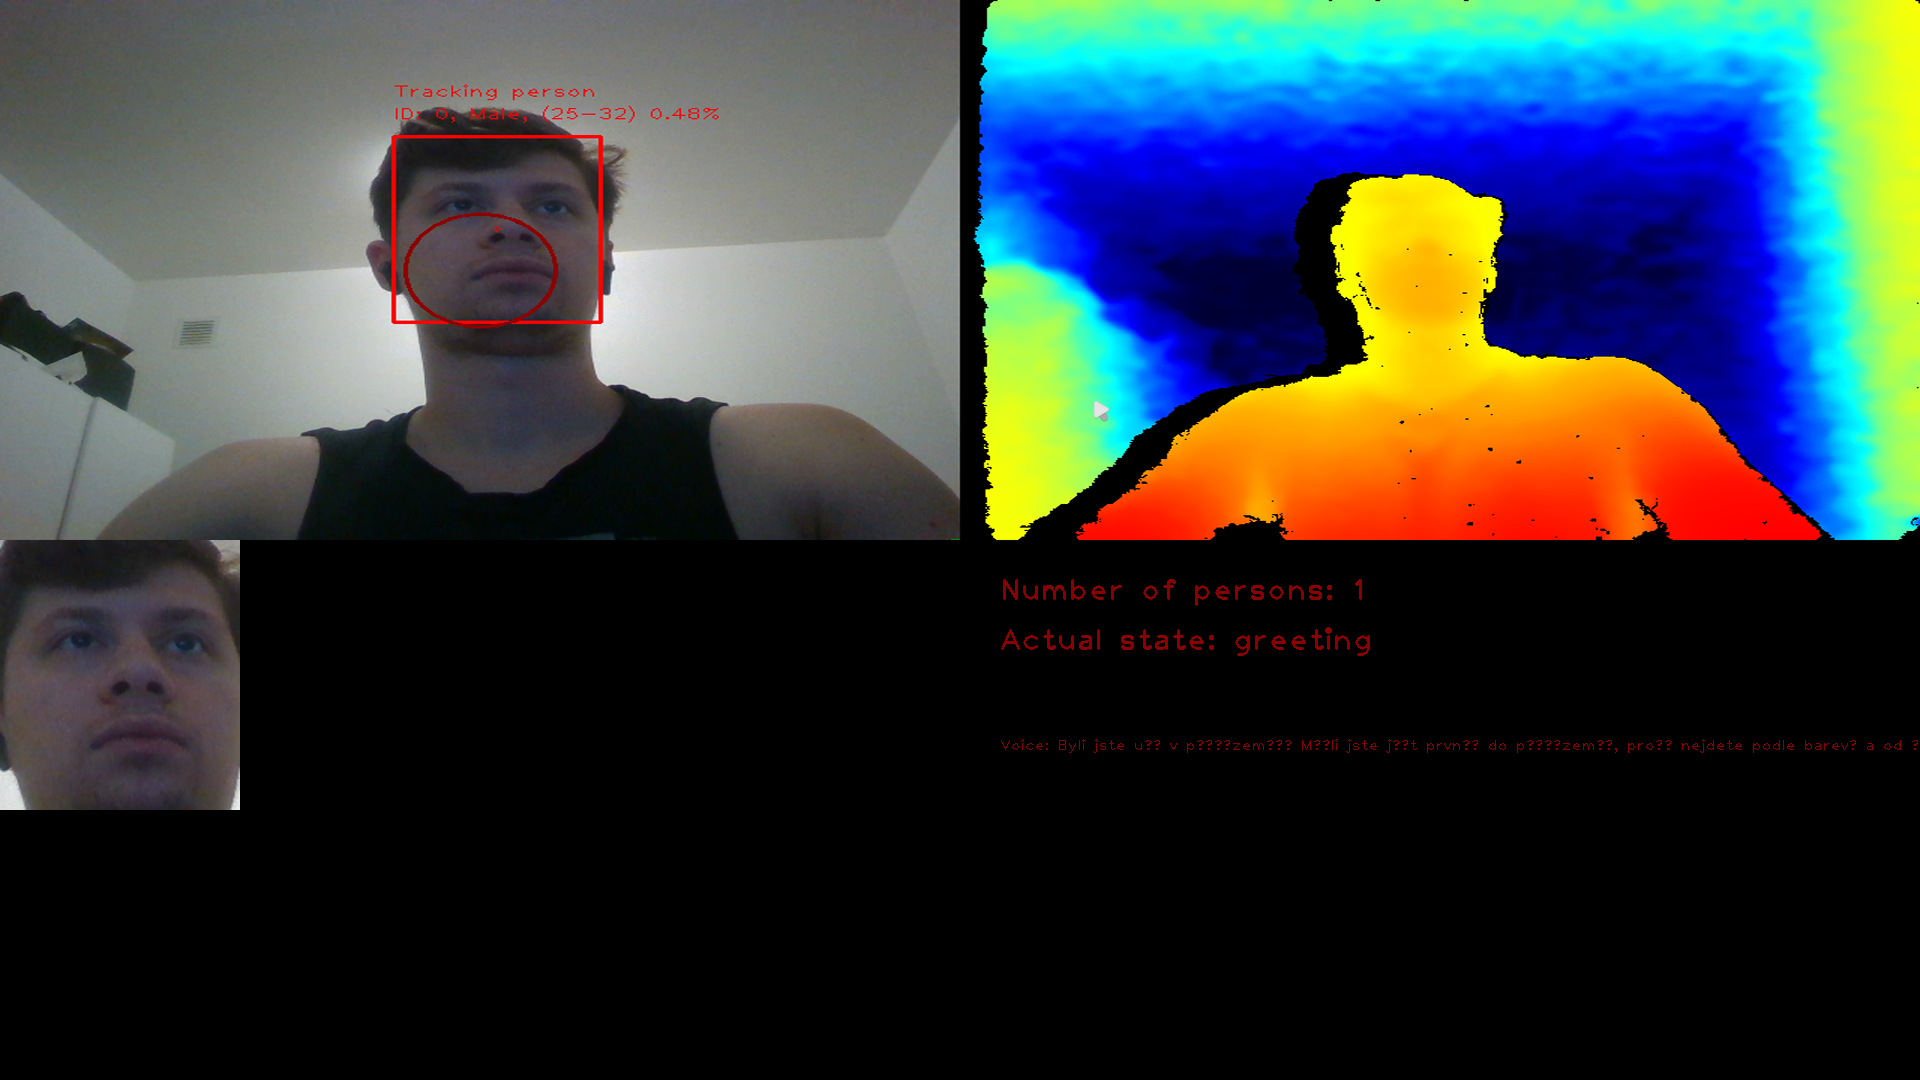 Tracking person
ID: 0, Male, (25-32) 0.48%
Number of persons: 1
Actual state: greeting
Voice: Byli jste u?? v p????zem??? M??li jste j??t prvn?? do p????zem??, pro?? nejdete podle barev? a od ?